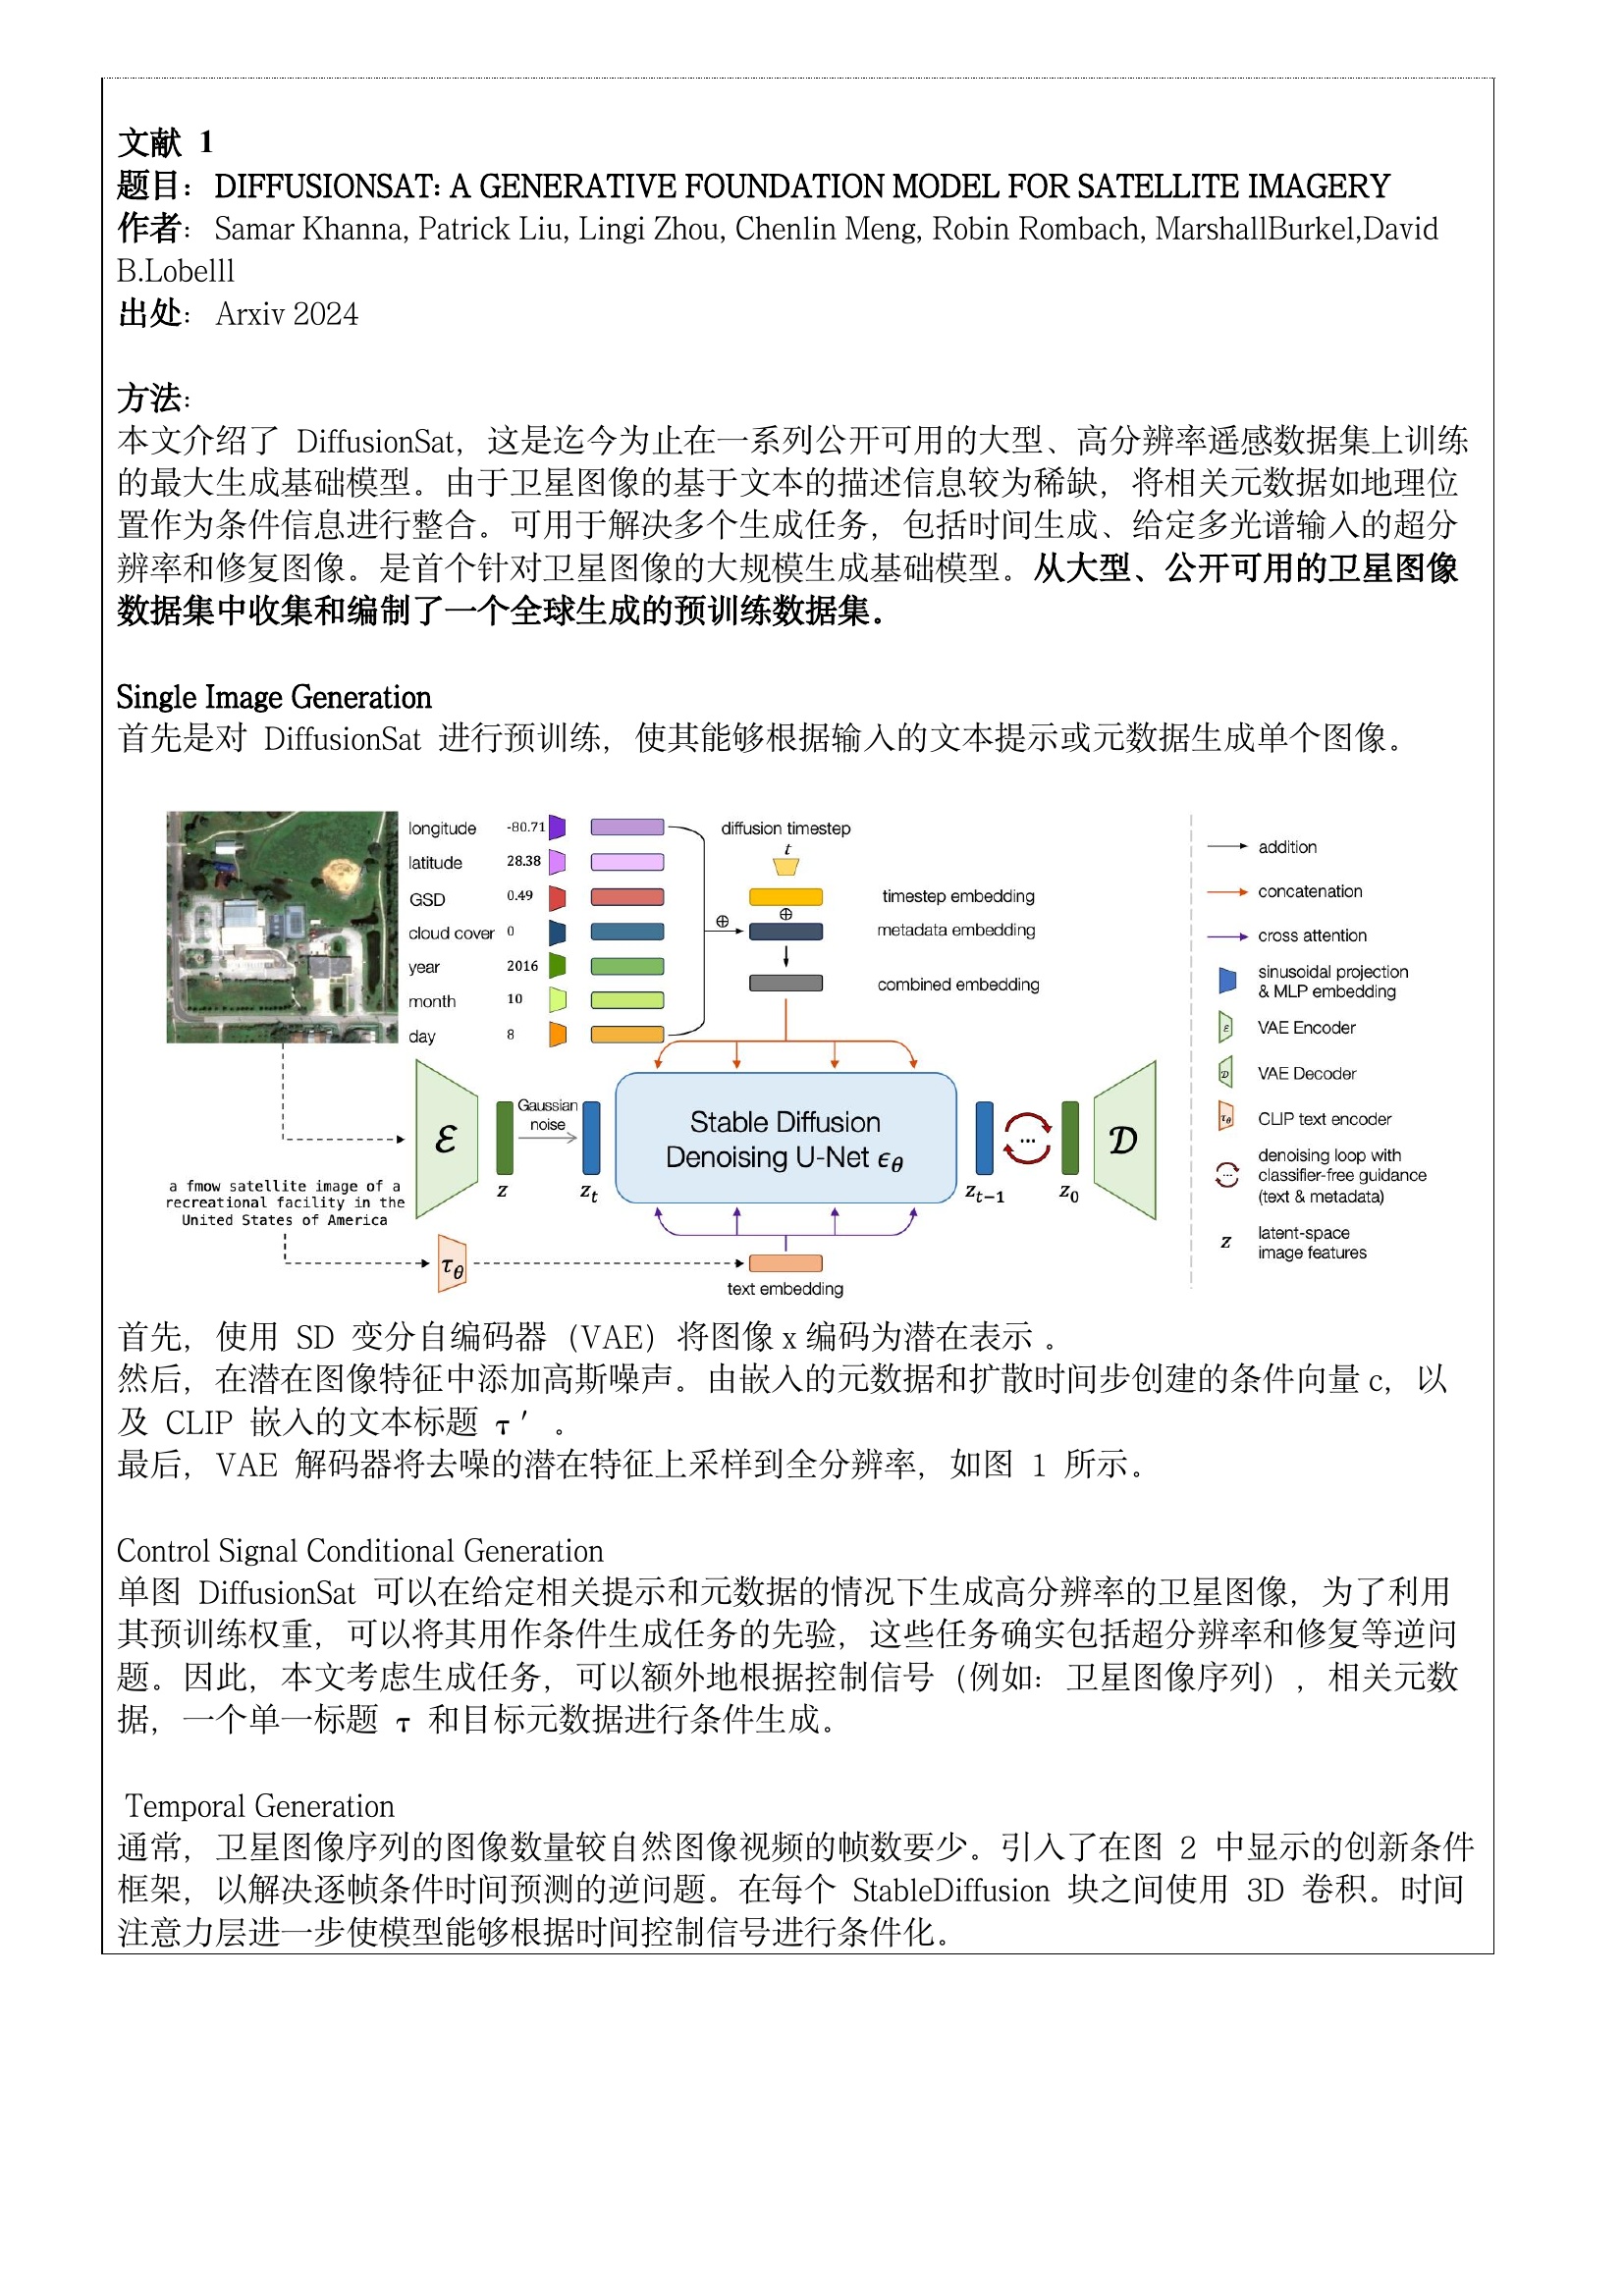 文献 1
题目: DIFFUSIONSAT: A GENERATIVE FOUNDATION MODEL FOR SATELLITE IMAGERY
作者: Samar Khanna, Patrick Liu, Lingi Zhou, Chenlin Meng, Robin Rombach, MarshallBurkel,David
B.Lobelll
出处: Arxiv 2024
方法:
本文介绍了 DiffusionSat, 这是迄今为止在一系列公开可用的大型、高分辨率遥感数据集上训练
的最大生成基础模型。由于卫星图像的基于文本的描述信息较为稀缺, 将相关元数据如地理位
置作为条件信息进行整合。可用于解决多个生成任务, 包括时间生成、给定多光谱输入的超分
辨率和修复图像。是首个针对卫星图像的大规模生成基础模型。从大型、公开可用的卫星图像
数据集中收集和编制了一个全球生成的预训练数据集。
Single Image Generation
首先是对 DiffusionSat 进行预训练, 使其能够根据输入的文本提示或元数据生成单个图像。
longitude -80.71
latitude 28.38
GSD 0.49
cloud cover 0
year 2016
month 10
day 8
diffusion timestep
t
timestep embedding
⊕
⊕
metadata embedding
combined embedding
ε
z
Gaussian
noise
z_t
Stable Diffusion
Denoising U-Net ϵ_θ
z_{t-1}
...
z_0
D
a fmow satellite image of a
recreational facility in the
United States of America
τ_θ
text embedding
addition
concatenation
cross attention
sinusoidal projection
& MLP embedding
ε VAE Encoder
D VAE Decoder
τ_θ CLIP text encoder
denoising loop with
... classifier-free guidance
(text & metadata)
z latent-space
image features
首先, 使用 SD 变分自编码器 (VAE) 将图像 x 编码为潜在表示 。
然后, 在潜在图像特征中添加高斯噪声。由嵌入的元数据和扩散时间步创建的条件向量 c, 以
及 CLIP 嵌入的文本标题 τ′ 。
最后, VAE 解码器将去噪的潜在特征上采样到全分辨率, 如图 1 所示。
Control Signal Conditional Generation
单图 DiffusionSat 可以在给定相关提示和元数据的情况下生成高分辨率的卫星图像, 为了利用
其预训练权重, 可以将其用作条件生成任务的先验, 这些任务确实包括超分辨率和修复等逆问
题。因此, 本文考虑生成任务, 可以额外地根据控制信号 (例如: 卫星图像序列) , 相关元数
据, 一个单一标题 τ 和目标元数据进行条件生成。
Temporal Generation
通常, 卫星图像序列的图像数量较自然图像视频的帧数要少。引入了在图 2 中显示的创新条件
框架, 以解决逐帧条件时间预测的逆问题。在每个 StableDiffusion 块之间使用 3D 卷积。时间
注意力层进一步使模型能够根据时间控制信号进行条件化。